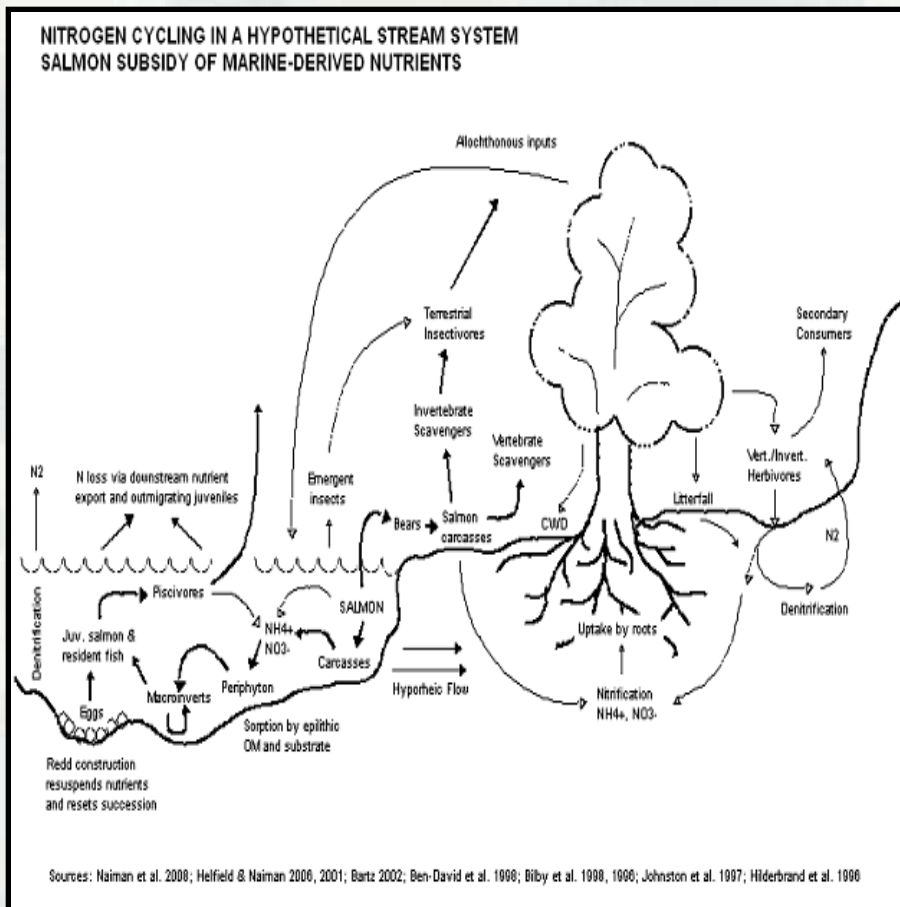 NITROGEN CYCLING IN A HYPOTHETICAL STREAM SYSTEM
SALMON SUBSIDY OF MARINE-DERIVED NUTRIENTS
Allochthonous inputs
Terrestrial
Insectivores
Secondary
Consumers
Invertebrate
Scavengers
Vertebrate
Scavengers
Vert./Invert.
Herbivores
N2
N loss via downstream nutrient
export and outmigrating juveniles
Emergent
insects
Bears
Salmon
carcasses
CWD
Litterfall
N2
Denitrification
Piscivores
SALMON
Denitrification
Juv. salmon &
resident fish
NH4+
NO3-
Carcasses
Uptake by roots
Eggs
Macroinverts
Periphyton
Hyporheic Flow
Nitrification
NH4+, NO3-
Sorption by epilithic
OM and substrate
Redd construction
resuspends nutrients
and resets succession
Sources: Naiman et al. 2008; Helfield & Naiman 2006, 2001; Bartz 2002; Ben-David et al. 1998; Bilby et al. 1998, 1996; Johnston et al. 1997; Hilderbrand et al. 1996